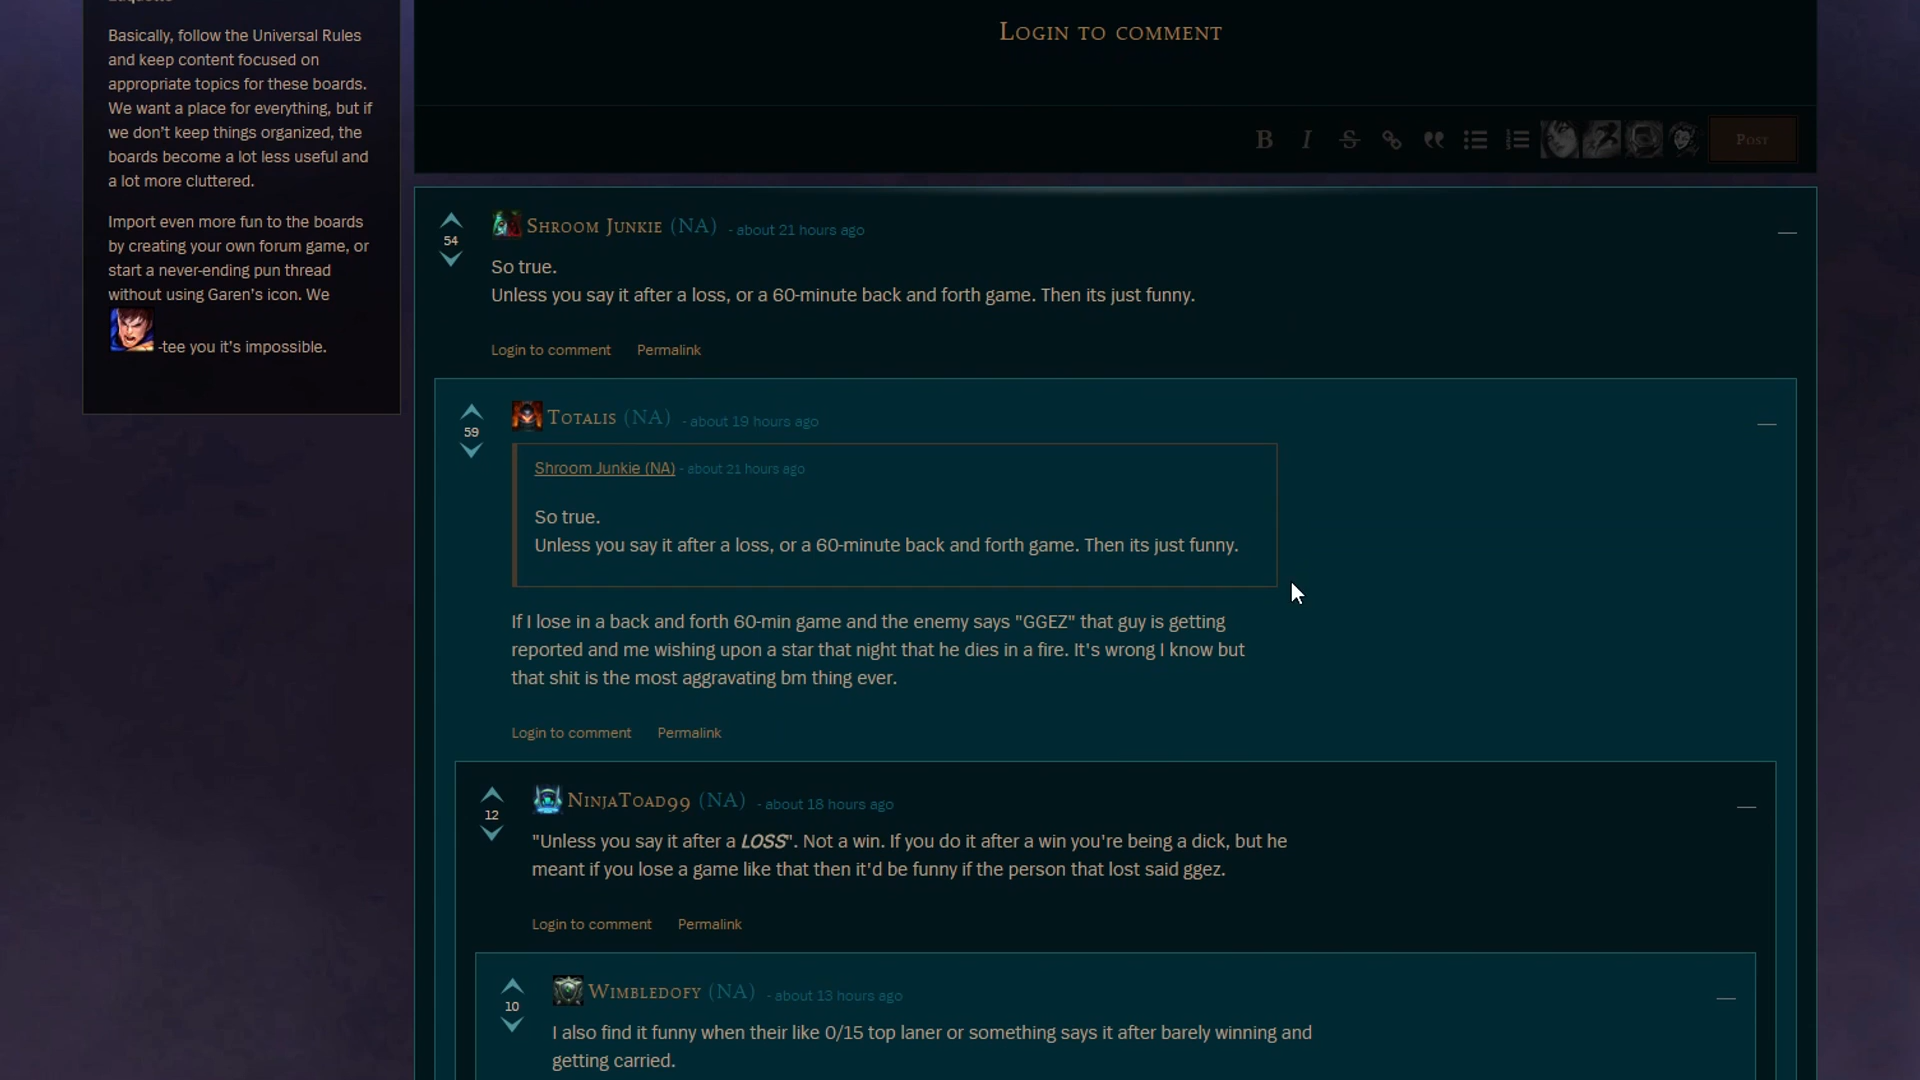 Basically, follow the Universal Rules
and keep content focused on
appropriate topics for these boards.
We want a place for everything, but if
we don't keep things organized, the
boards become a lot less useful and
a lot more cluttered.
Import even more fun to the boards
by creating your own forum game, or
start a never-ending pun thread
without using Garen's icon. We
-tee you it's impossible.
Login to comment
B I S
Post
54
Shroom Junkie (NA) - about 21 hours ago
So true.
Unless you say it after a loss, or a 60-minute back and forth game. Then its just funny.
Login to comment Permalink
59
Totalis (NA) - about 19 hours ago
Shroom Junkie (NA) - about 21 hours ago
So true.
Unless you say it after a loss, or a 60-minute back and forth game. Then its just funny.
If I lose in a back and forth 60-min game and the enemy says "GGEZ" that guy is getting
reported and me wishing upon a star that night that he dies in a fire. It's wrong I know but
that shit is the most aggravating bm thing ever.
Login to comment Permalink
12
NinjaToad99 (NA) - about 18 hours ago
"Unless you say it after a LOSS". Not a win. If you do it after a win you're being a dick, but he
meant if you lose a game like that then it'd be funny if the person that lost said ggez.
Login to comment Permalink
10
Wimbledofy (NA) - about 13 hours ago
I also find it funny when their like 0/15 top laner or something says it after barely winning and
getting carried.